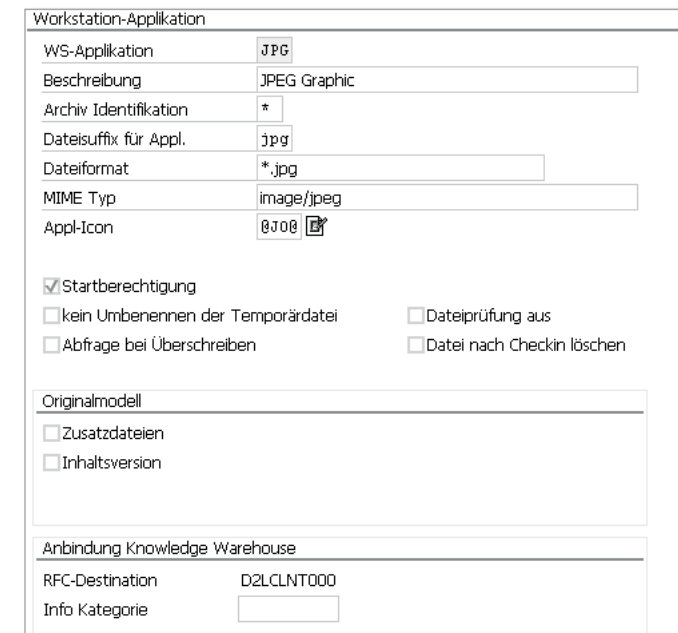 Workstation-Applikation
WS-Applikation JPG
Beschreibung JPEG Graphic
Archiv Identifikation *
Dateisuffix für Appl. jpg
Dateiformat *.jpg
MIME Typ image/jpeg
Appl-Icon @J0@
Startberechtigung
kein Umbenennen der Temporärdatei Dateiprüfung aus
Abfrage bei Überschreiben Datei nach Checkin löschen
Originalmodell
Zusatzdateien
Inhaltsversion
Anbindung Knowledge Warehouse
RFC-Destination D2LCLNT000
Info Kategorie